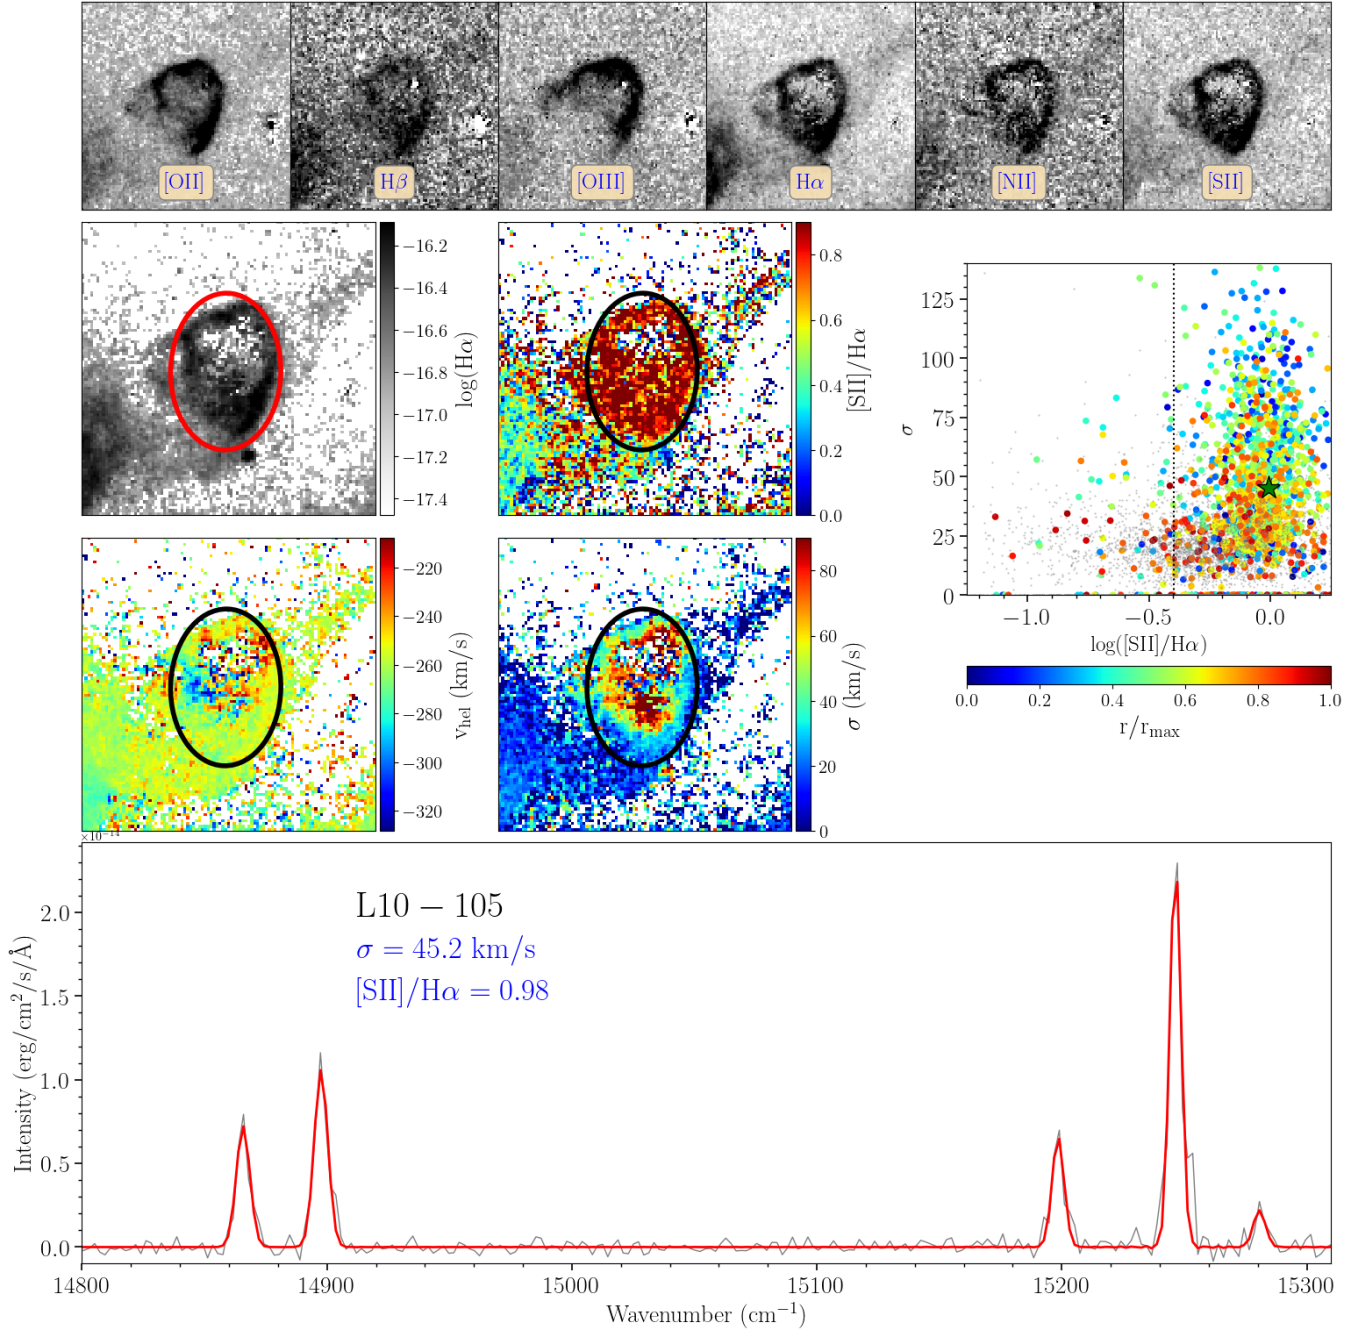 [OII] Hβ [OIII] Hα [NII] [SII]
−16.2
−16.4
−16.6
−16.8
−17.0
−17.2
−17.4
log(Hα)
0.8
0.6
0.4
0.2
0.0
[SII]/Hα
125
100
75
50
25
0
σ
−1.0 −0.5 0.0
log([SII]/Hα)
0.0 0.2 0.4 0.6 0.8 1.0
r/r_max
−220
−240
−260
−280
−300
−320
v_hel (km/s)
80
60
40
20
0
σ (km/s)
×10⁻¹⁴
L10 − 105
σ = 45.2 km/s
[SII]/Hα = 0.98
2.0
1.5
1.0
0.5
0.0
Intensity (erg/cm²/s/Å)
14800 14900 15000 15100 15200 15300
Wavenumber (cm⁻¹)